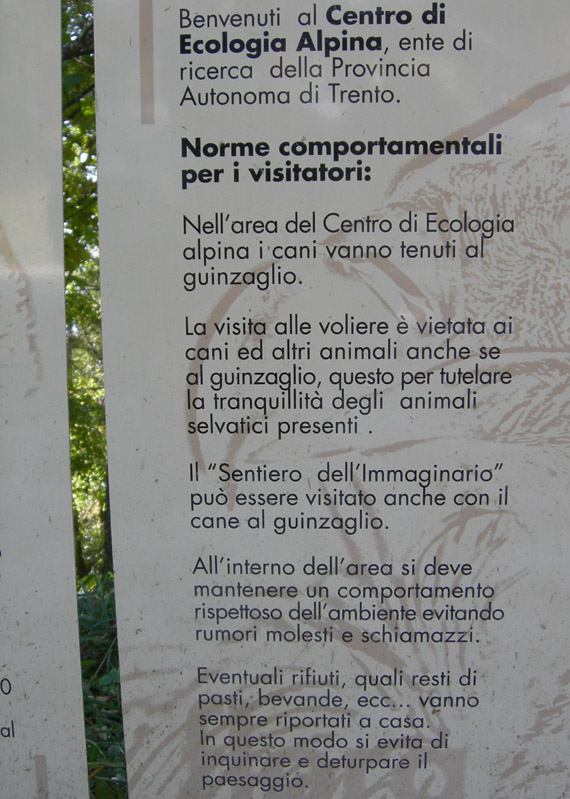 Benvenuti al Centro di
Ecologia Alpina, ente di
ricerca della Provincia
Autonoma di Trento.
Norme comportamentali
per i visitatori:
Nell'area del Centro di Ecologia
alpina i cani vanno tenuti al
guinzaglio.
La visita alle voliere è vietata ai
cani ed altri animali anche se
al guinzaglio, questo per tutelare
la tranquillità degli animali
selvatici presenti .
Il "Sentiero dell'Immaginario"
può essere visitato anche con il
cane al guinzaglio.
All'interno dell'area si deve
mantenere un comportamento
rispettoso dell'ambiente evitando
rumori molesti e schiamazzi.
Eventuali rifiuti, quali resti di
pasti, bevande, ecc... vanno
sempre riportati a casa.
In questo modo si evita di
inquinare e deturpare il
paesaggio.
0
al